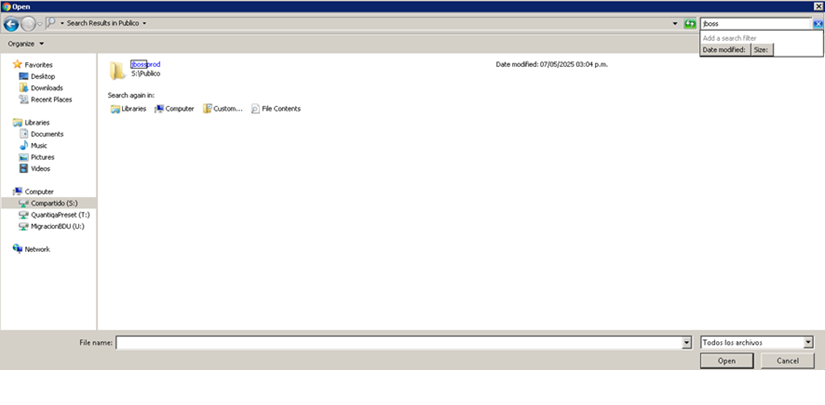 Open
Search Results in Publico
jboss
Organize
Add a search filter
Date modified: Size:
Favorites
Desktop
Downloads
Recent Places
Libraries
Documents
Music
Pictures
Videos
Computer
Compartido (S:)
QuantiqaPreset (T:)
MigracionBDU (U:)
Network
jbossprod
S:\Publico
Date modified: 07/05/2025 03:04 p.m.
Search again in:
Libraries Computer Custom... File Contents
File name:
Todos los archivos
Open Cancel